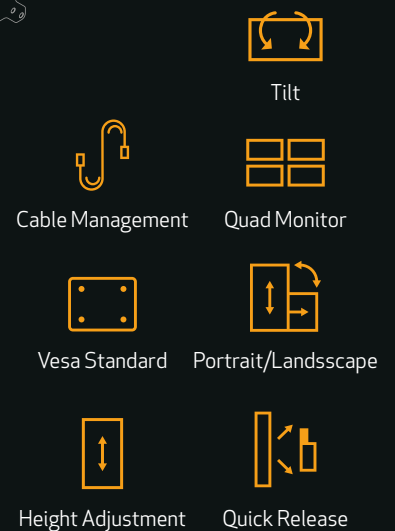 Tilt
Cable Management
Quad Monitor
Vesa Standard
Portrait/Landsscape
Height Adjustment
Quick Release